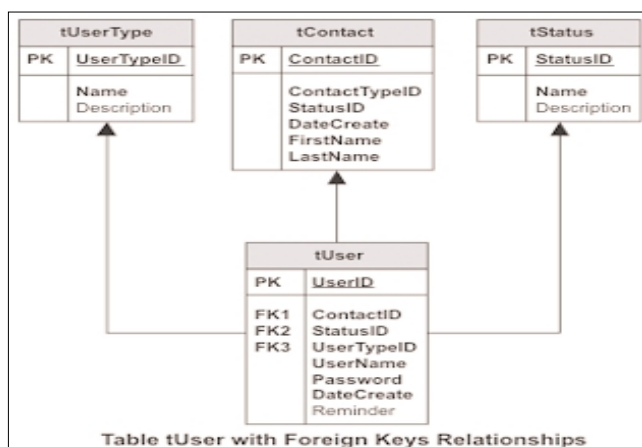 tUserType
PK UserTypeID
Name
Description
tContact
PK ContactID
ContactTypeID
StatusID
DateCreate
FirstName
LastName
tStatus
PK StatusID
Name
Description
tUser
PK UserID
FK1 ContactID
FK2 StatusID
FK3 UserTypeID
UserName
Password
DateCreate
Reminder
Table tUser with Foreign Keys Relationships